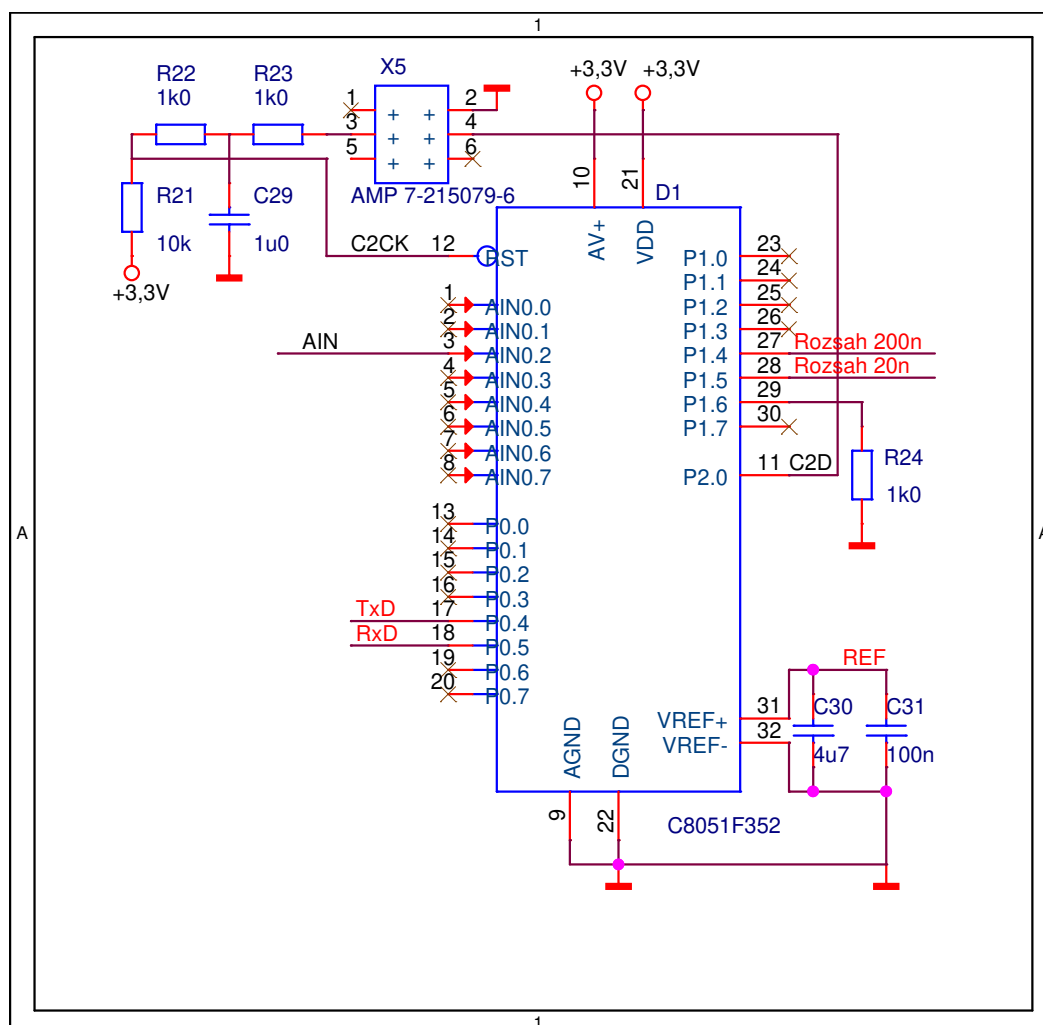 1
R22
1k0
R23
1k0
X5
1
2
3
4
5
6
AMP 7-215079-6
+3,3V
+3,3V
R21
10k
C29
1u0
+3,3V
10
21
D1
AV+
VDD
C2CK
12
RST
1
AIN0.0
2
AIN0.1
AIN
3
AIN0.2
4
AIN0.3
5
AIN0.4
6
AIN0.5
7
AIN0.6
8
AIN0.7
13
P0.0
14
P0.1
15
P0.2
16
P0.3
TxD
17
P0.4
RxD
18
P0.5
19
P0.6
20
P0.7
P1.0
23
P1.1
24
P1.2
25
P1.3
26
P1.4
27
Rozsah 200n
P1.5
28
Rozsah 20n
P1.6
29
P1.7
30
P2.0
11
C2D
R24
1k0
A
A
REF
VREF+
31
VREF-
32
C30
4u7
C31
100n
AGND
DGND
9
22
C8051F352
1